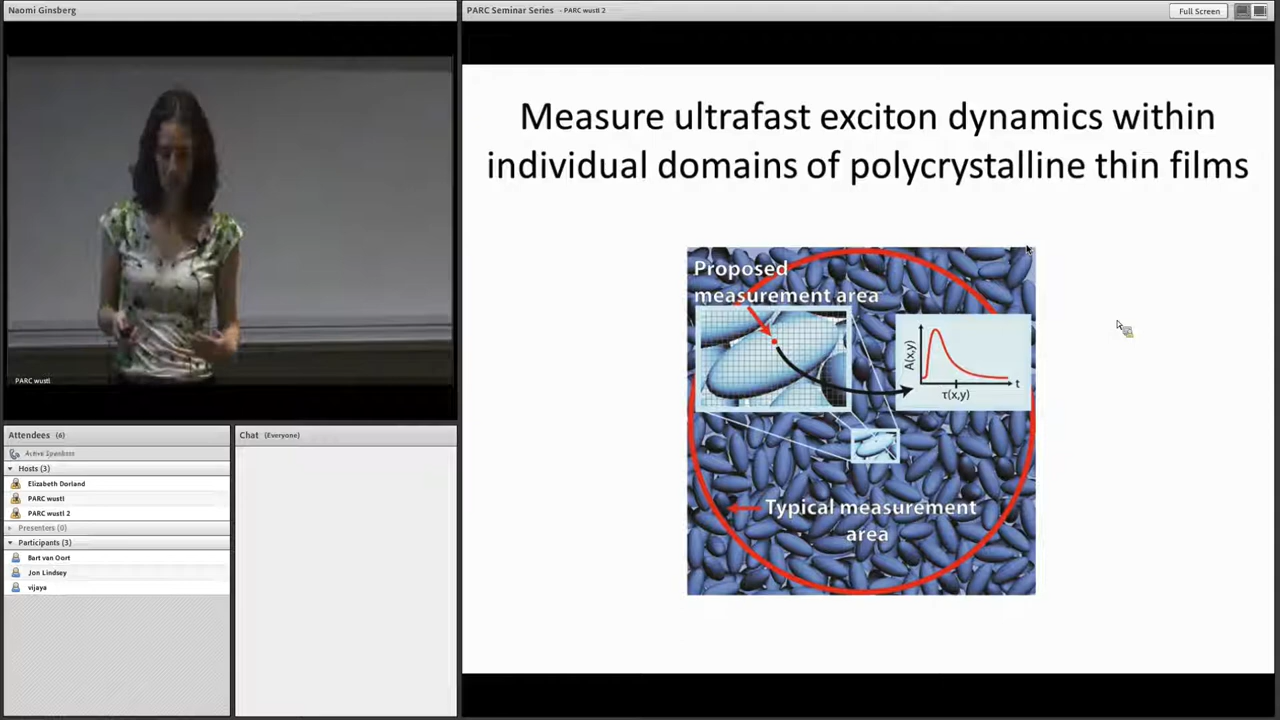 Naomi Ginsberg
PARC Seminar Series - PARC wustl 2
Full Screen
Measure ultrafast exciton dynamics within
individual domains of polycrystalline thin films
Proposed
measurement area
A(x,y)
t
τ(x,y)
Typical measurement
area
PARC wustl
Attendees (6)
Active Speakers
Hosts (3)
Elizabeth Dorland
PARC wustl
PARC wustl 2
Presenters (0)
Participants (3)
Bart van Oort
Jon Lindsey
vijaya
Chat (Everyone)